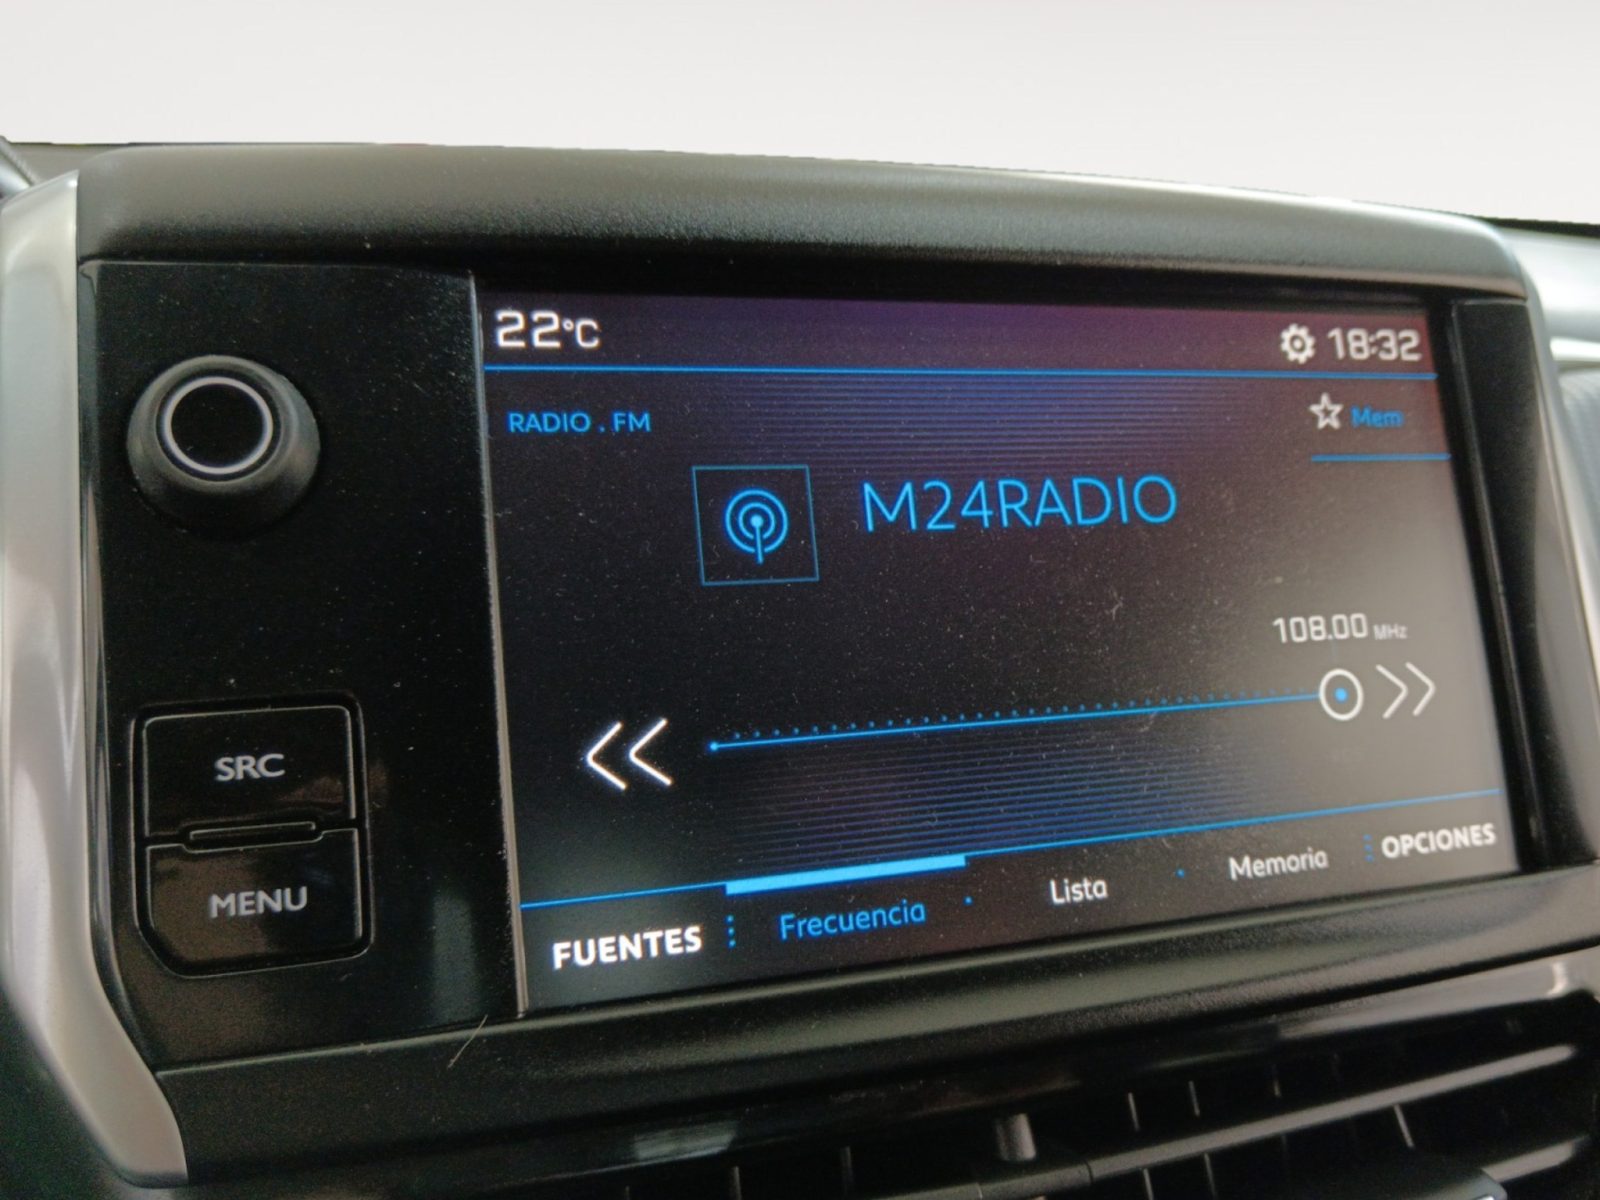 22°C
18:32
RADIO . FM
Mem
M24RADIO
108.00 MHz
SRC
MENU
FUENTES
Frecuencia
Lista
Memoria
OPCIONES